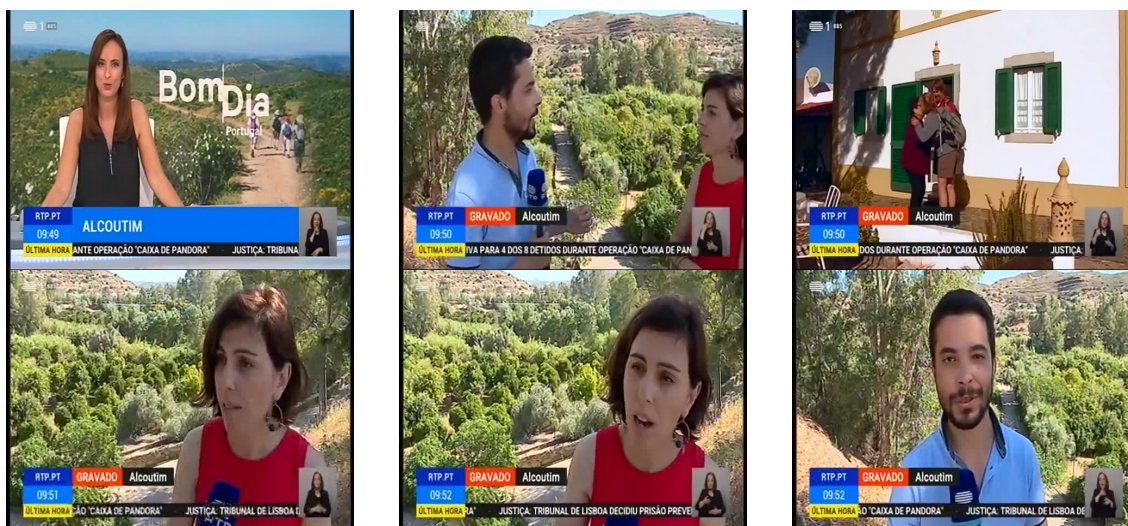 1 RTP.PT
Bom
Dia
Portugal
RTP.PT
ALCOUTIM
09:49
ÚLTIMA HORA ANTE OPERAÇÃO "CAIXA DE PANDORA" JUSTIÇA: TRIBUNA
RTP.PT GRAVADO Alcoutim
09:50
ÚLTIMA HORA IVA PARA 4 DOS 8 DETIDOS DURANTE OPERAÇÃO "CAIXA DE PAN
1
RTP.PT GRAVADO Alcoutim
09:50
ÚLTIMA HORA DOS DURANTE OPERAÇÃO "CAIXA DE PANDORA" · JUSTIÇA:
RTP.PT GRAVADO Alcoutim
09:51
ÚLTIMA HORA ÇÃO "CAIXA DE PANDORA" · JUSTIÇA: TRIBUNAL DE LISBOA
RTP.PT GRAVADO Alcoutim
09:52
ÚLTIMA HORA RA" · JUSTIÇA: TRIBUNAL DE LISBOA DECIDIU PRISÃO PREVE
RTP.PT GRAVADO Alcoutim
09:52
ÚLTIMA HORA "CAIXA DE PANDORA" · JUSTIÇA: TRIBUNAL DE LISBOA DE